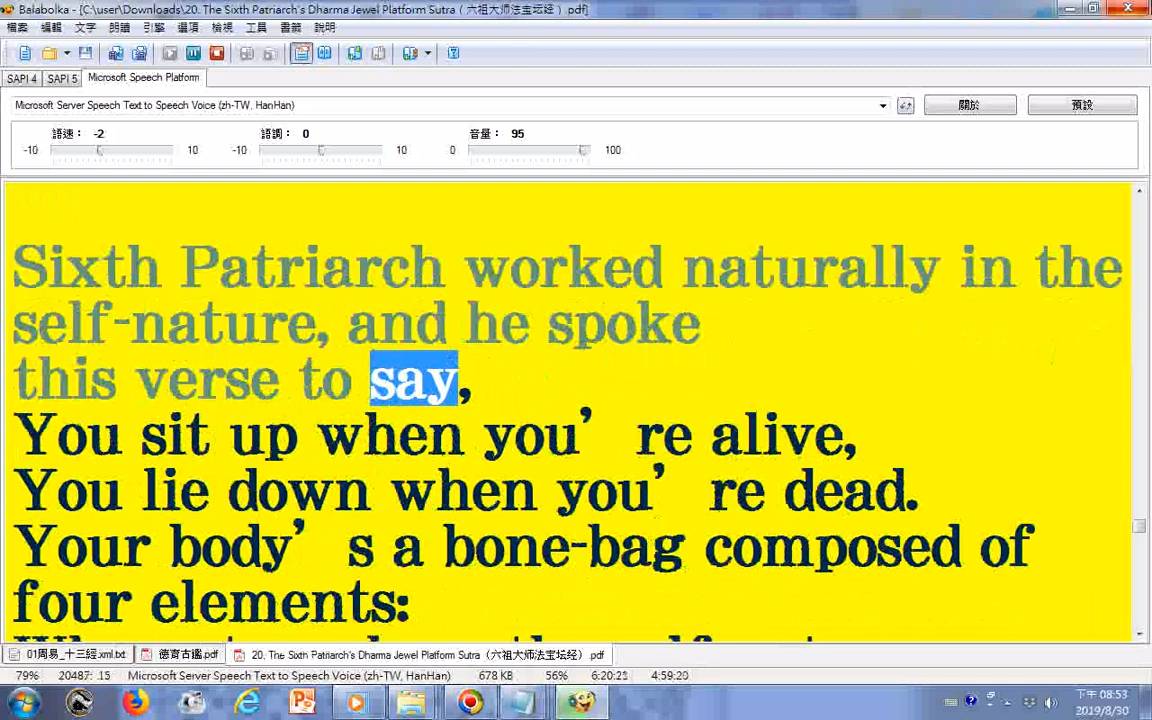 Balabolka - [C:\user\Downloads\20. The Sixth Patriarch's Dharma Jewel Platform Sutra（六祖大师法宝坛经）.pdf]
檔案 編輯 文字 朗讀 引擎 選項 檢視 工具 書籤 說明
SAPI 4 SAPI 5 Microsoft Speech Platform
Microsoft Server Speech Text to Speech Voice (zh-TW, HanHan) 關於 預設
語速： -2 語調： 0 音量： 95
-10 10 -10 10 0 100
Sixth Patriarch worked naturally in the
self-nature, and he spoke
this verse to say,
You sit up when you’re alive,
You lie down when you’re dead.
Your body’s a bone-bag composed of
four elements:
01周易_十三經.xml.txt 德育古鑑.pdf 20. The Sixth Patriarch's Dharma Jewel Platform Sutra（六祖大师法宝坛经）.pdf
79% 20487: 15 Microsoft Server Speech Text to Speech Voice (zh-TW, HanHan) 678 KB 56% 6:20:21 4:59:20
下午 08:53
2019/8/30